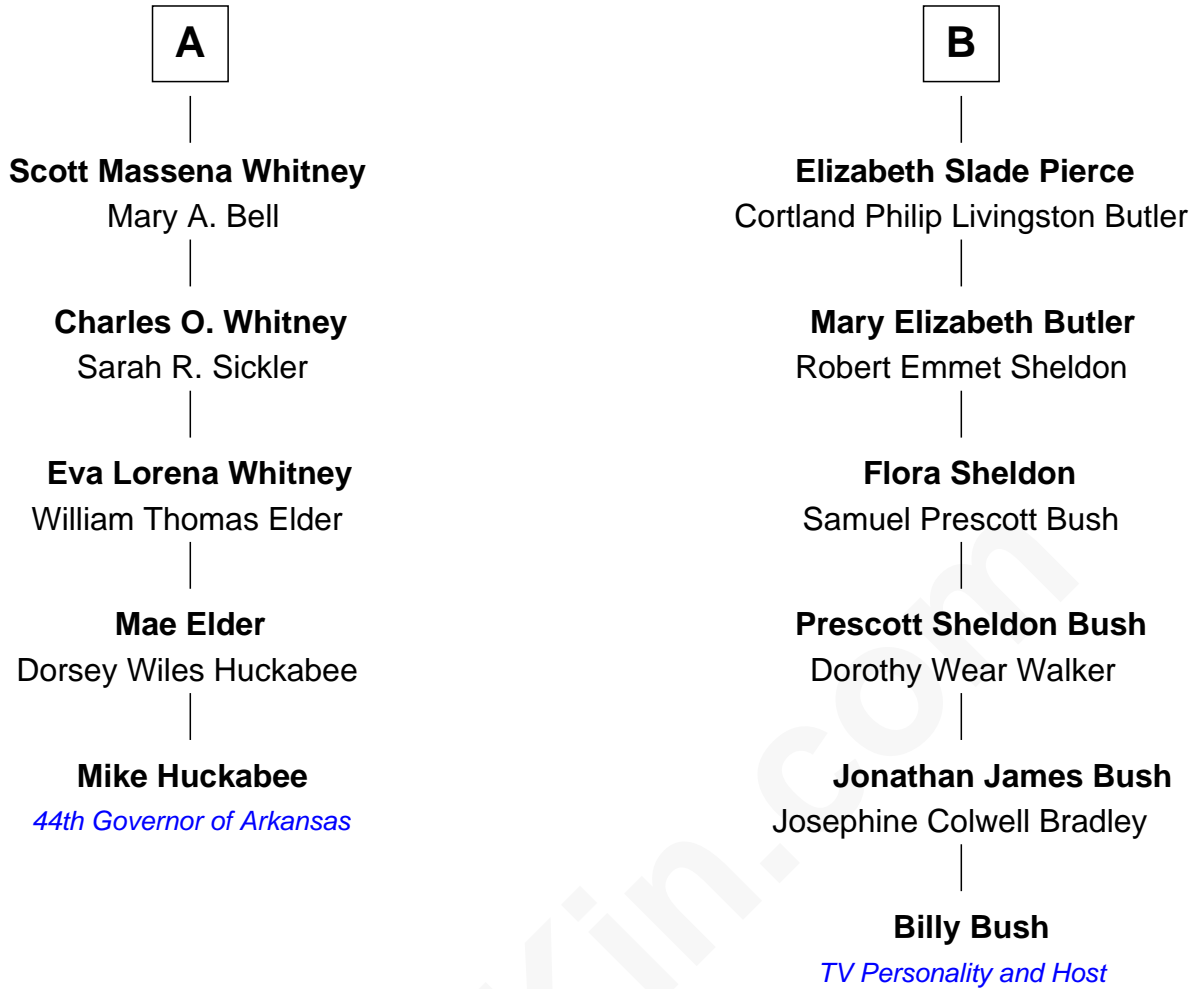 A
Scott Massena Whitney
Mary A. Bell
Charles O. Whitney
Sarah R. Sickler
Eva Lorena Whitney
William Thomas Elder
Mae Elder
Dorsey Wiles Huckabee
Mike Huckabee
44th Governor of Arkansas
B
Elizabeth Slade Pierce
Cortland Philip Livingston Butler
Mary Elizabeth Butler
Robert Emmet Sheldon
Flora Sheldon
Samuel Prescott Bush
Prescott Sheldon Bush
Dorothy Wear Walker
Jonathan James Bush
Josephine Colwell Bradley
Billy Bush
TV Personality and Host
Kin.com